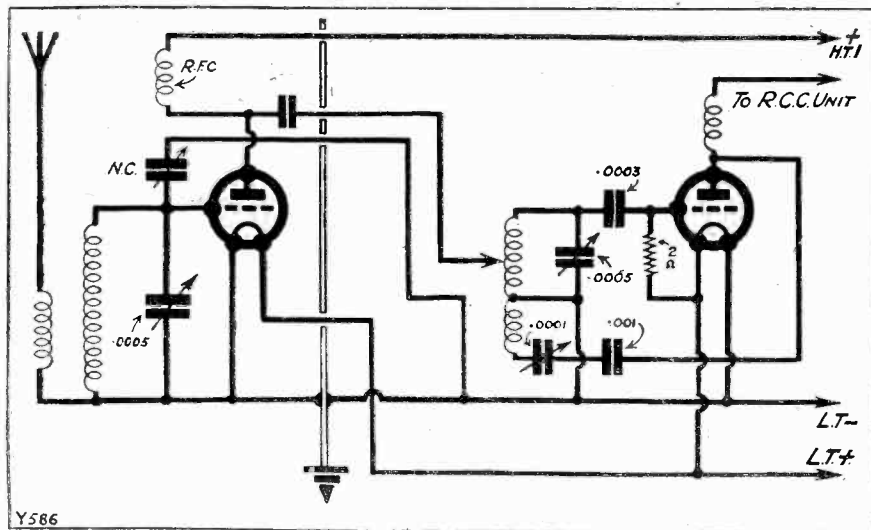 +
H.T.1
R.F.C
TO R.C.C. UNIT
N.C.
.0003
2
Ω
.0005
.0005
.0001
.001
L.T-
L.T+
Y586